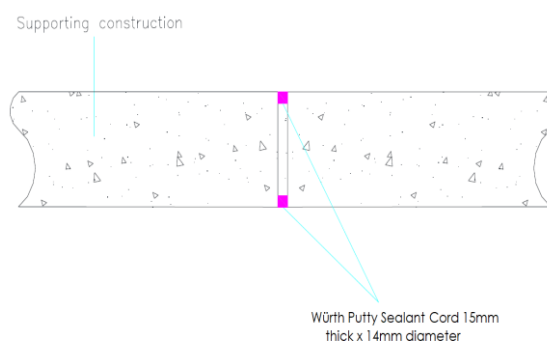 Supporting construction
Würth Putty Sealant Cord 15mm
thick x 14mm diameter